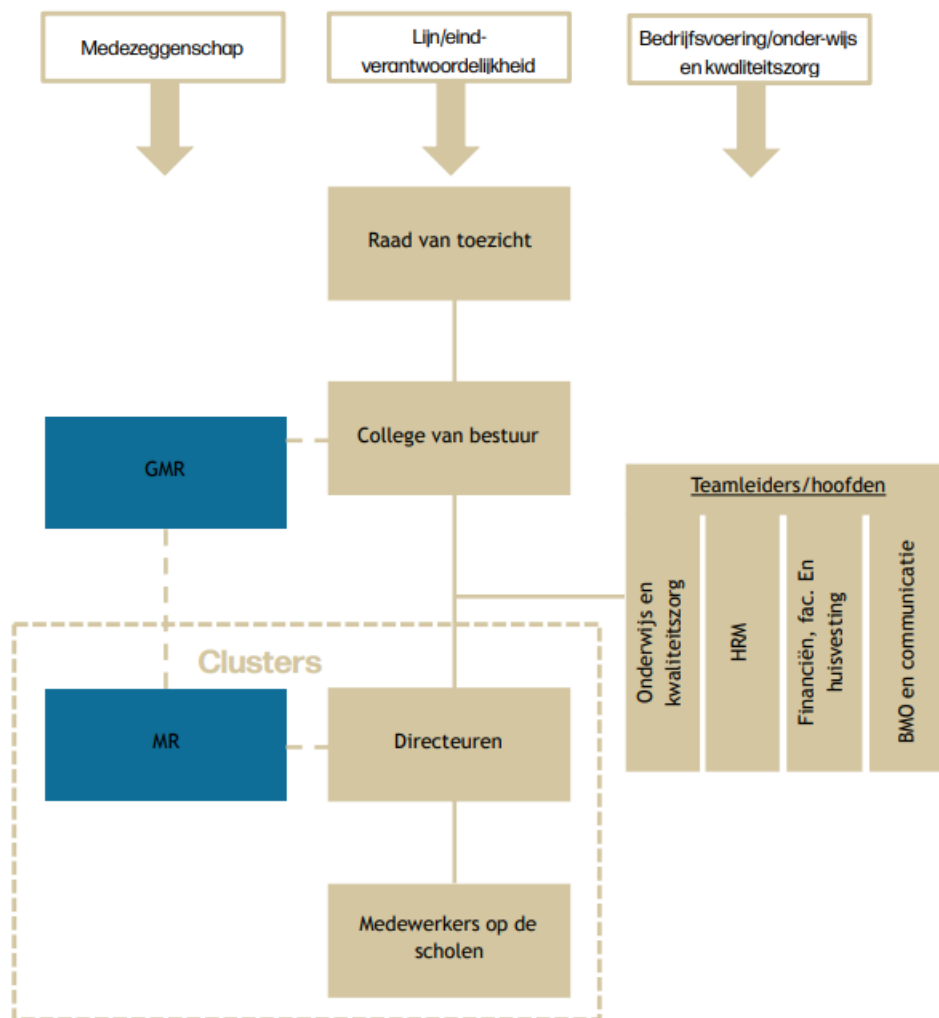 Medezeggenschap
Lijn/eind-
verantwoordelijkheid
Bedrijfsvoering/onder-wijs
en kwaliteitszorg
Raad van toezicht
College van bestuur
GMR
Teamleiders/hoofden
Onderwijs en
kwaliteitszorg
HRM
Financiën, fac. En
huisvesting
BMO en communicatie
Clusters
MR
Directeuren
Medewerkers op de
scholen